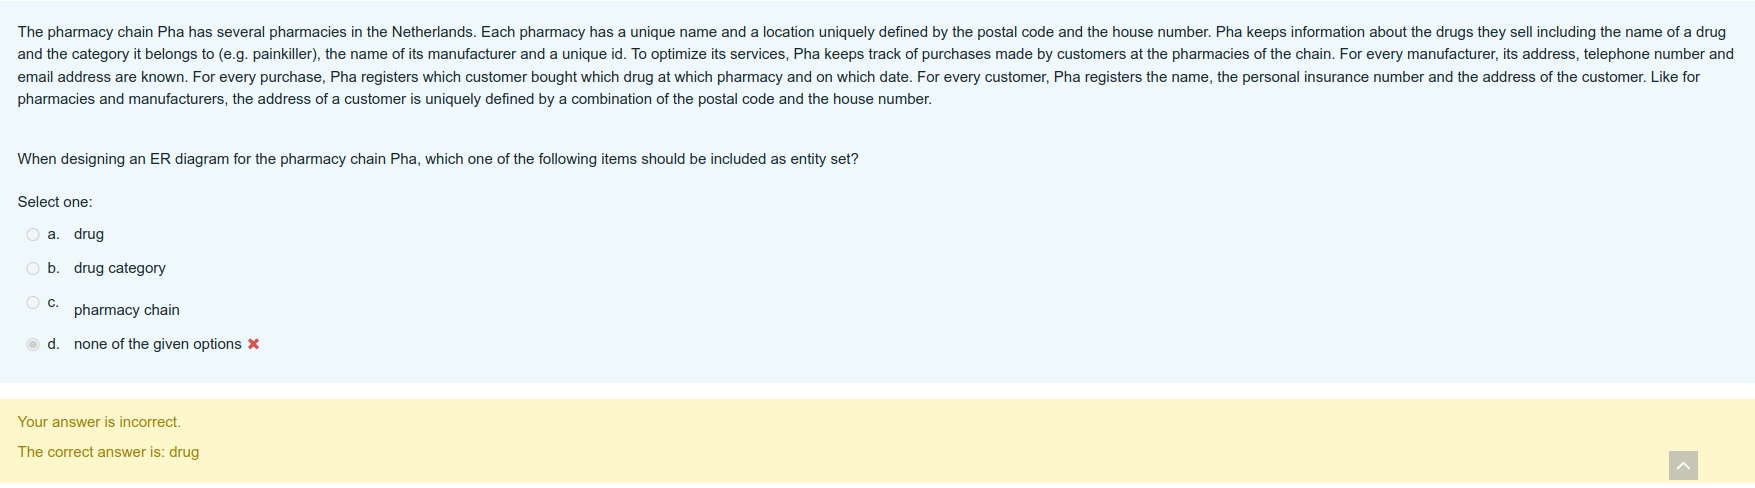 The pharmacy chain Pha has several pharmacies in the Netherlands. Each pharmacy has a unique name and a location uniquely defined by the postal code and the house number. Pha keeps information about the drugs they sell including the name of a drug
and the category it belongs to (e.g. painkiller), the name of its manufacturer and a unique id. To optimize its services, Pha keeps track of purchases made by customers at the pharmacies of the chain. For every manufacturer, its address, telephone number and
email address are known. For every purchase, Pha registers which customer bought which drug at which pharmacy and on which date. For every customer, Pha registers the name, the personal insurance number and the address of the customer. Like for
pharmacies and manufacturers, the address of a customer is uniquely defined by a combination of the postal code and the house number.
When designing an ER diagram for the pharmacy chain Pha, which one of the following items should be included as entity set?
Select one:
a. drug
b. drug category
c. pharmacy chain
d. none of the given options
Your answer is incorrect.
The correct answer is: drug